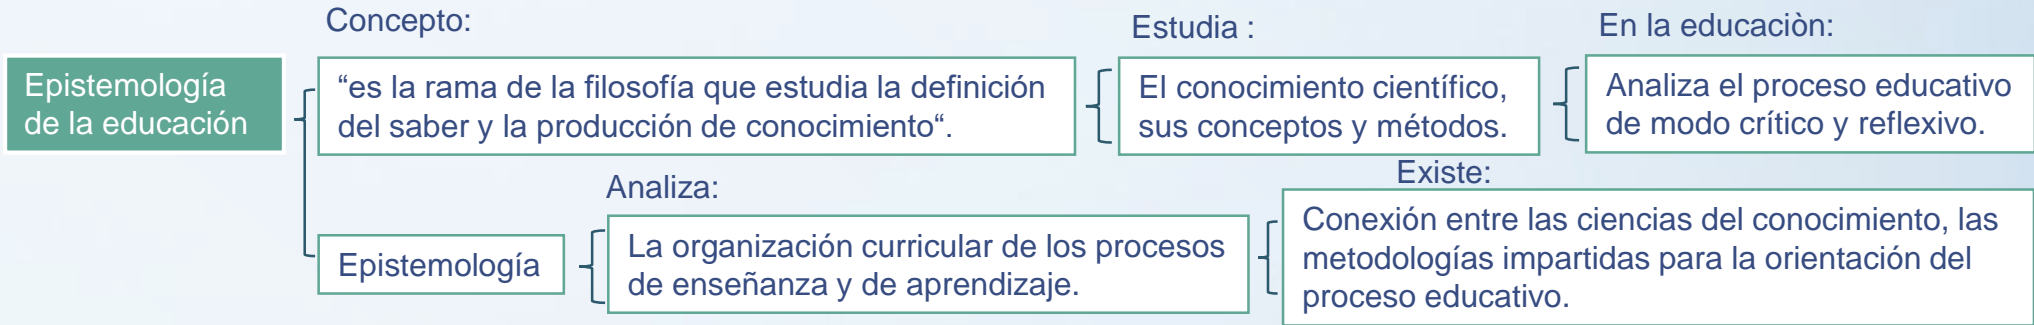 Epistemología
de la educación
Concepto:
“es la rama de la filosofía que estudia la definición
del saber y la producción de conocimiento“.
Estudia :
El conocimiento científico,
sus conceptos y métodos.
En la educaciòn:
Analiza el proceso educativo
de modo crítico y reflexivo.
Epistemología
Analiza:
La organización curricular de los procesos
de enseñanza y de aprendizaje.
Existe:
Conexión entre las ciencias del conocimiento, las
metodologías impartidas para la orientación del
proceso educativo.